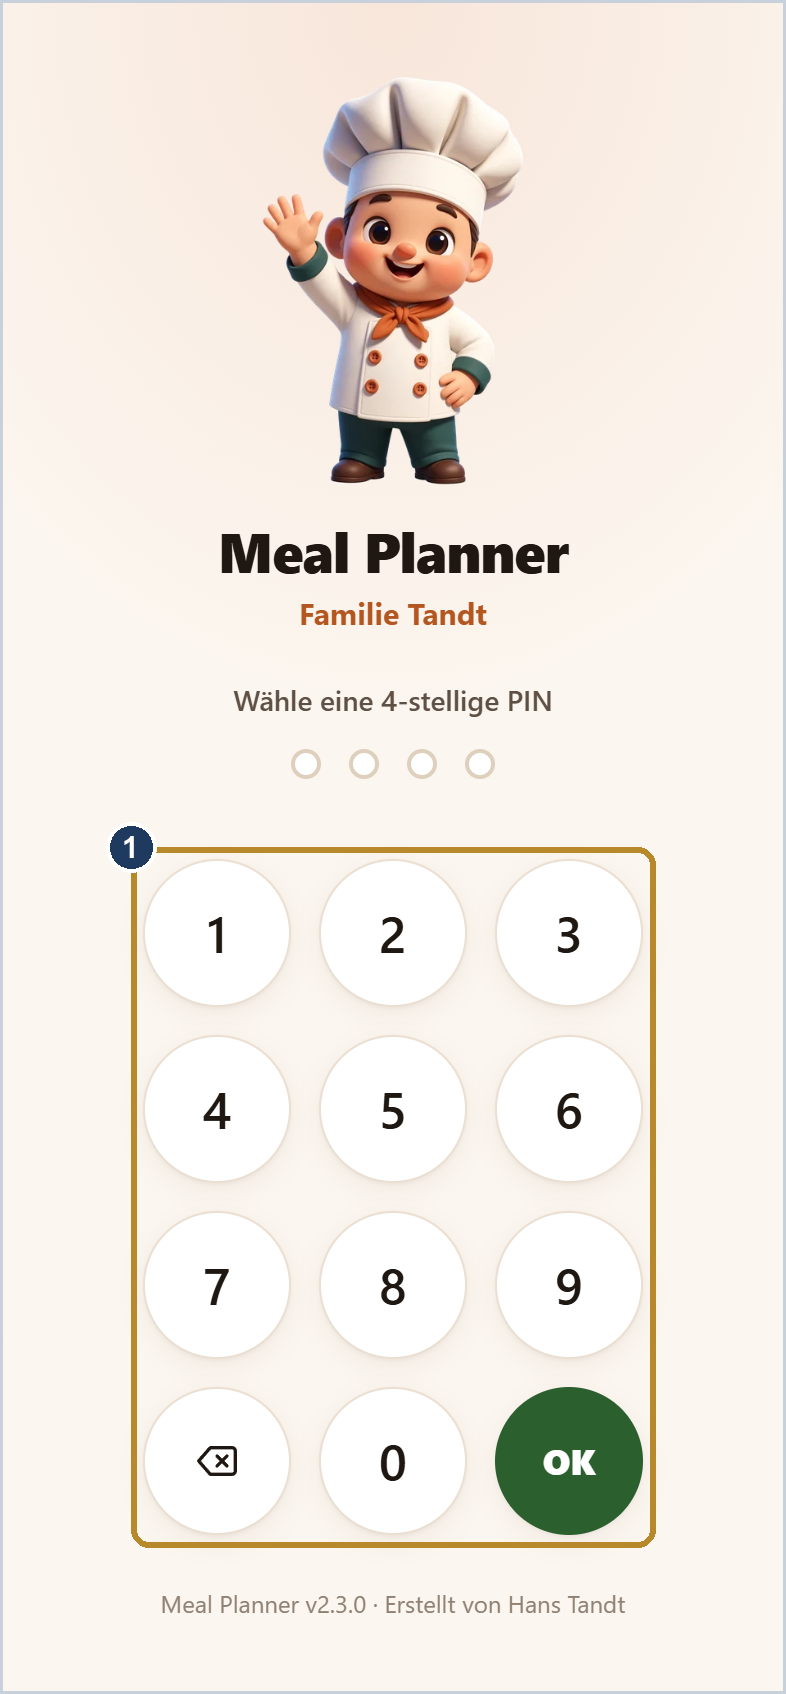 Meal Planner
Familie Tandt
Wähle eine 4-stellige PIN
1
1 2 3
4 5 6
7 8 9
0 OK
Meal Planner v2.3.0 · Erstellt von Hans Tandt